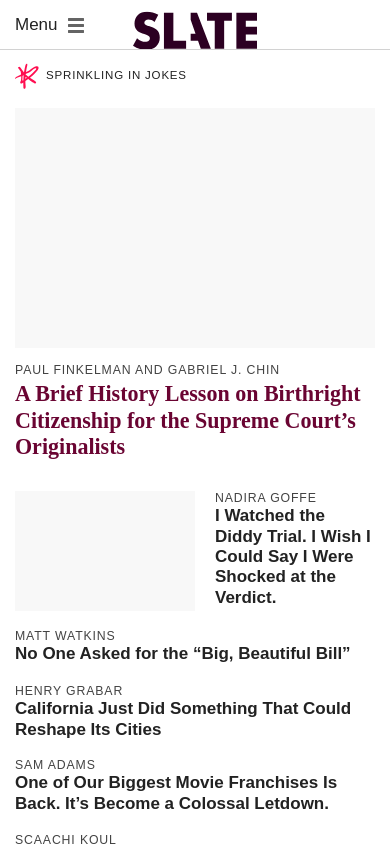 Menu
SLATE
SPRINKLING IN JOKES
PAUL FINKELMAN AND GABRIEL J. CHIN
A Brief History Lesson on Birthright
Citizenship for the Supreme Court’s
Originalists
NADIRA GOFFE
I Watched the
Diddy Trial. I Wish I
Could Say I Were
Shocked at the
Verdict.
MATT WATKINS
No One Asked for the “Big, Beautiful Bill”
HENRY GRABAR
California Just Did Something That Could
Reshape Its Cities
SAM ADAMS
One of Our Biggest Movie Franchises Is
Back. It’s Become a Colossal Letdown.
SCAACHI KOUL